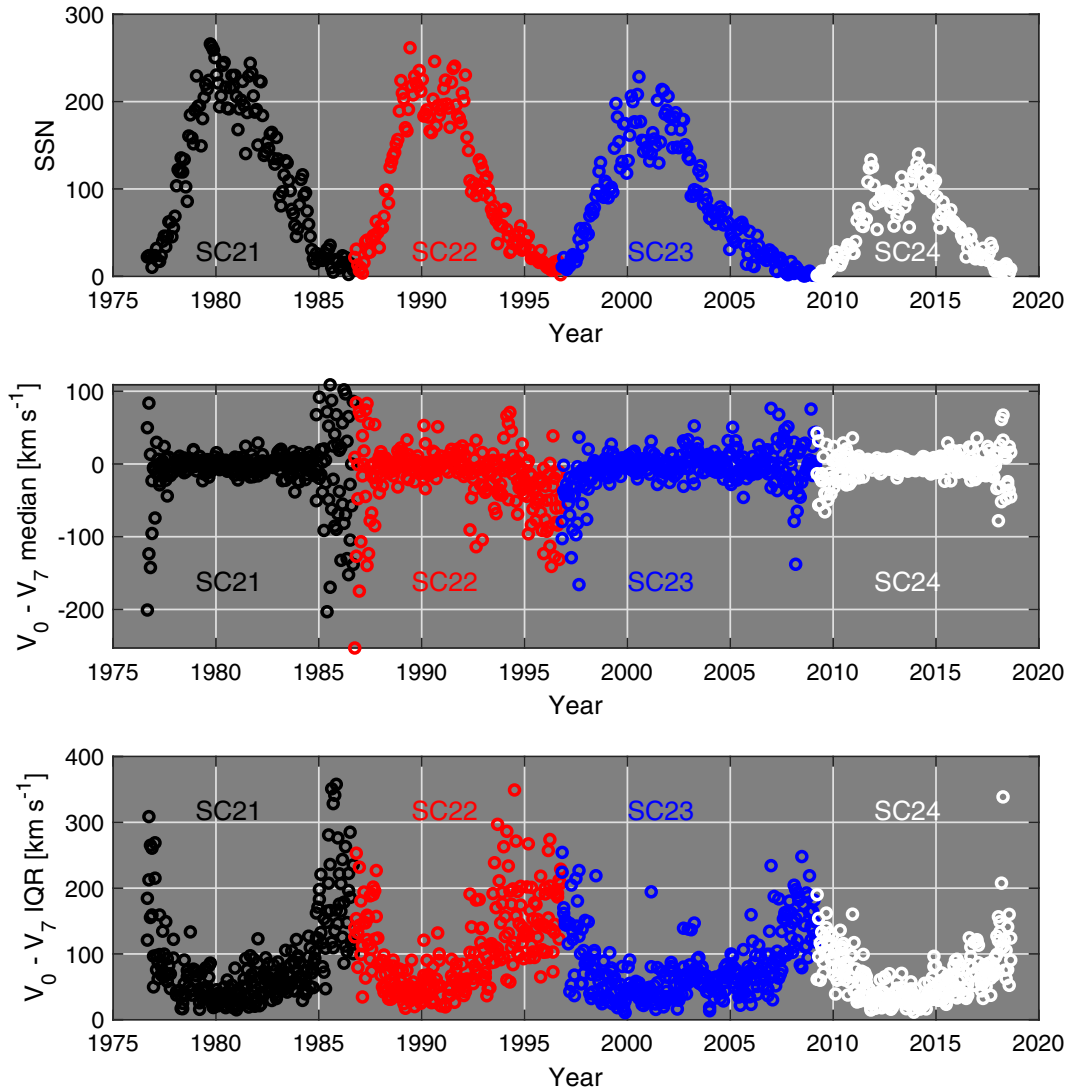 300
200
100
0
SSN
SC21 SC22 SC23 SC24
1975 1980 1985 1990 1995 2000 2005 2010 2015 2020
Year
100
0
-100
-200
V0 - V7 median [km s-1]
SC21 SC22 SC23 SC24
1975 1980 1985 1990 1995 2000 2005 2010 2015 2020
Year
400
300
200
100
0
V0 - V7 IQR [km s-1]
SC21 SC22 SC23 SC24
1975 1980 1985 1990 1995 2000 2005 2010 2015 2020
Year